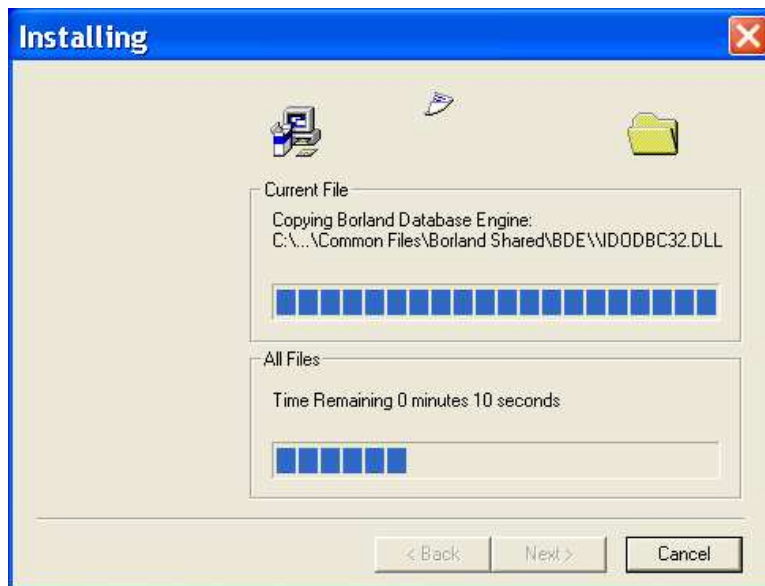 Installing
Current File
Copying Borland Database Engine:
C:\...\Common Files\Borland Shared\BDE\\IDODBC32.DLL
All Files
Time Remaining 0 minutes 10 seconds
< Back
Next >
Cancel